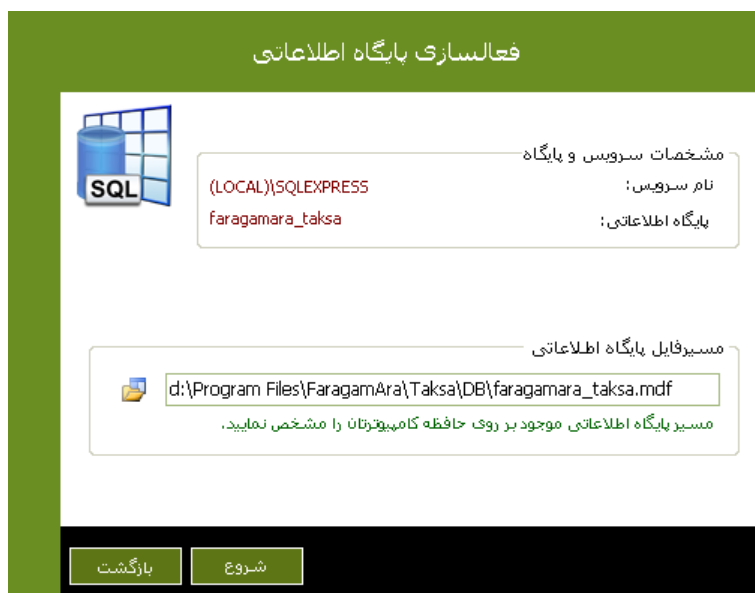 فعالسازی پایگاه اطلاعاتی
SQL
مشخصات سرویس و پایگاه
نام سرویس: (LOCAL)\SQLEXPRESS
پایگاه اطلاعاتی: faragamara_taksa
مسیرفایل پایگاه اطلاعاتی
d:\Program Files\FaragamAra\Taksa\DB\faragamara_taksa.mdf
مسیر پایگاه اطلاعاتی موجود بر روی حافظه کامپیوترتان را مشخص نمایید.
شروع
بازگشت